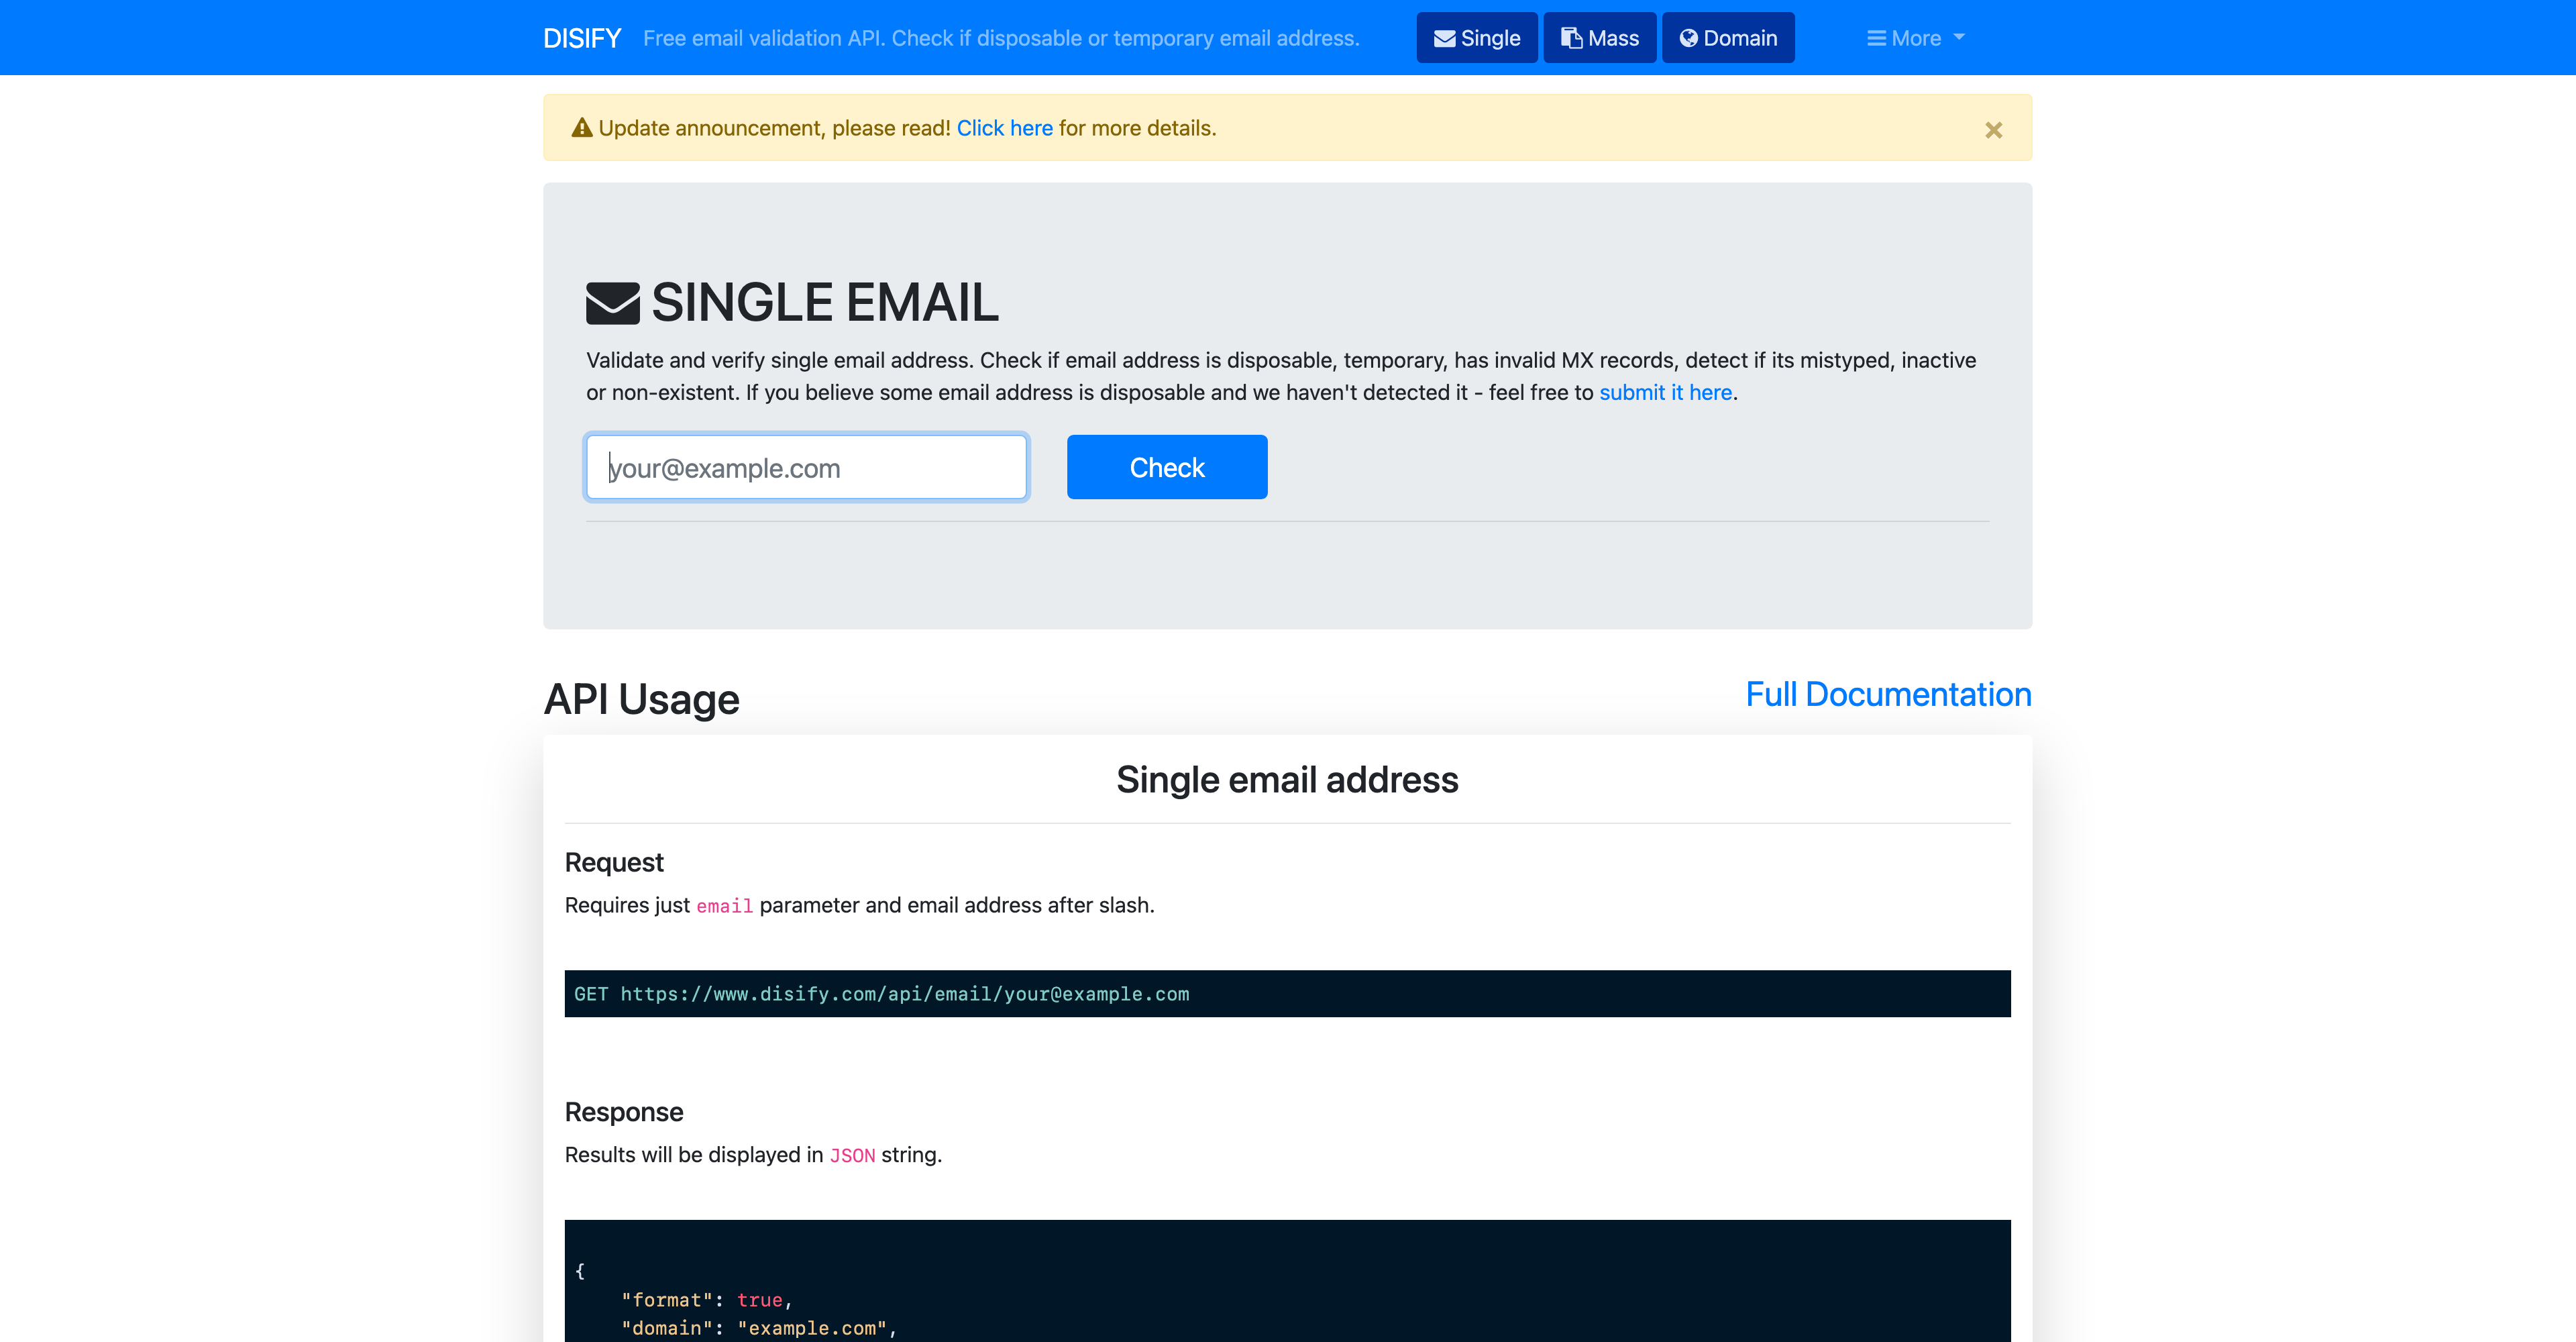 DISIFY Free email validation API. Check if disposable or temporary email address. Single Mass Domain More
Update announcement, please read! Click here for more details. ×
SINGLE EMAIL
Validate and verify single email address. Check if email address is disposable, temporary, has invalid MX records, detect if its mistyped, inactive
or non-existent. If you believe some email address is disposable and we haven't detected it - feel free to submit it here.
your@example.com Check
API Usage Full Documentation
Single email address
Request
Requires just email parameter and email address after slash.
GET https://www.disify.com/api/email/your@example.com
Response
Results will be displayed in JSON string.
{
"format": true,
"domain": "example.com",